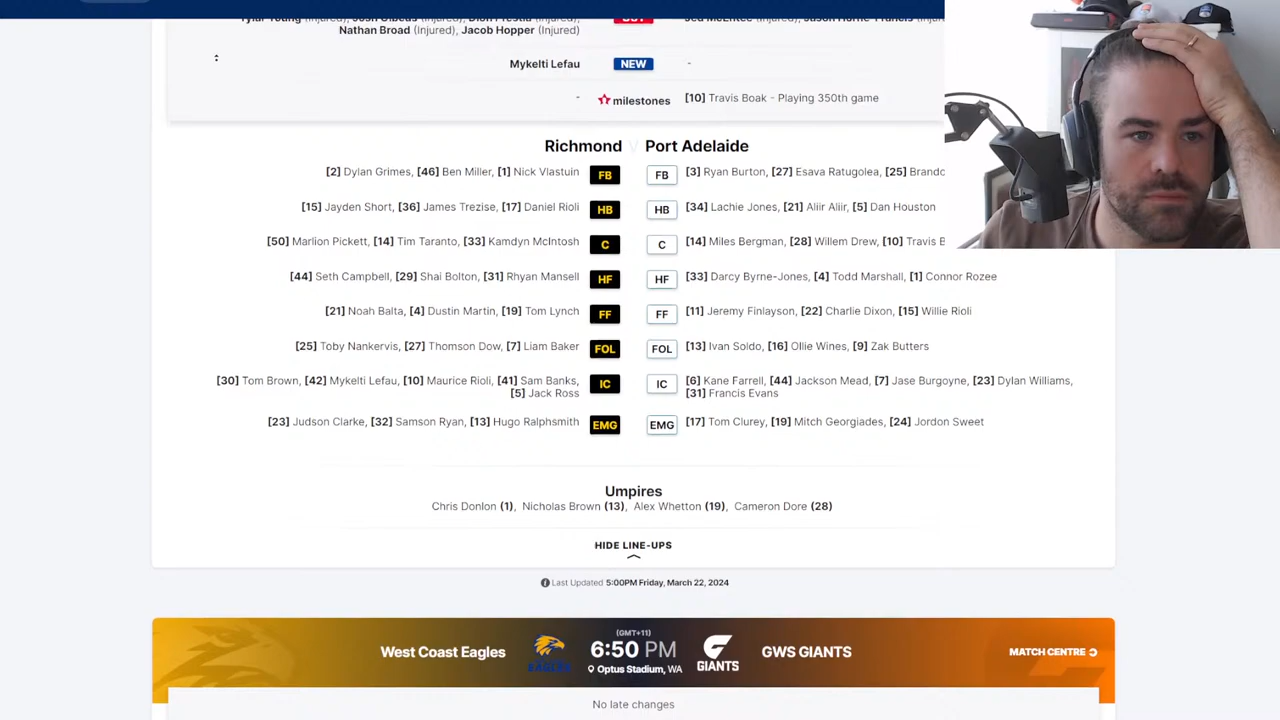 Nathan Broad (Injured), Jacob Hopper (Injured)
Mykelti Lefau NEW -
- milestones [10] Travis Boak - Playing 350th game
Richmond V Port Adelaide
[2] Dylan Grimes, [46] Ben Miller, [1] Nick Vlastuin FB [3] Ryan Burton, [27] Esava Ratugolea, [25] Brando
[15] Jayden Short, [36] James Trezise, [17] Daniel Rioli HB [34] Lachie Jones, [21] Aliir Aliir, [5] Dan Houston
[50] Marlion Pickett, [14] Tim Taranto, [33] Kamdyn McIntosh C [14] Miles Bergman, [28] Willem Drew, [10] Travis B
[44] Seth Campbell, [29] Shai Bolton, [31] Rhyan Mansell HF [33] Darcy Byrne-Jones, [4] Todd Marshall, [1] Connor Rozee
[21] Noah Balta, [4] Dustin Martin, [19] Tom Lynch FF [11] Jeremy Finlayson, [22] Charlie Dixon, [15] Willie Rioli
[25] Toby Nankervis, [27] Thomson Dow, [7] Liam Baker FOL [13] Ivan Soldo, [16] Ollie Wines, [9] Zak Butters
[30] Tom Brown, [42] Mykelti Lefau, [10] Maurice Rioli, [41] Sam Banks, IC [6] Kane Farrell, [44] Jackson Mead, [7] Jase Burgoyne, [23] Dylan Williams,
[5] Jack Ross [31] Francis Evans
[23] Judson Clarke, [32] Samson Ryan, [13] Hugo Ralphsmith EMG [17] Tom Clurey, [19] Mitch Georgiades, [24] Jordon Sweet
Umpires
Chris Donlon (1), Nicholas Brown (13), Alex Whetton (19), Cameron Dore (28)
HIDE LINE-UPS
Last Updated 5:00PM Friday, March 22, 2024
(GMT+11)
West Coast Eagles EAGLES 6:50 PM GIANTS GWS GIANTS MATCH CENTRE
Optus Stadium, WA
No late changes